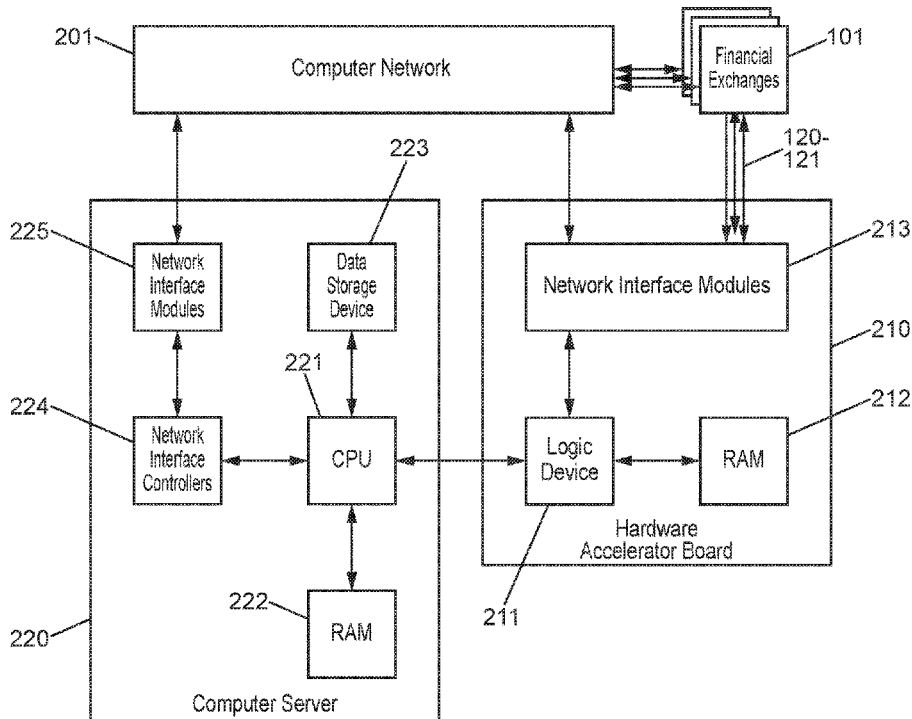 201
Computer Network
Financial
Exchanges
101
120-
121
223
225
Network
Interface
Modules
Data
Storage
Device
213
Network Interface Modules
210
221
224
Network
Interface
Controllers
CPU
Logic
Device
212
RAM
Hardware
Accelerator Board
211
222
RAM
220
Computer Server